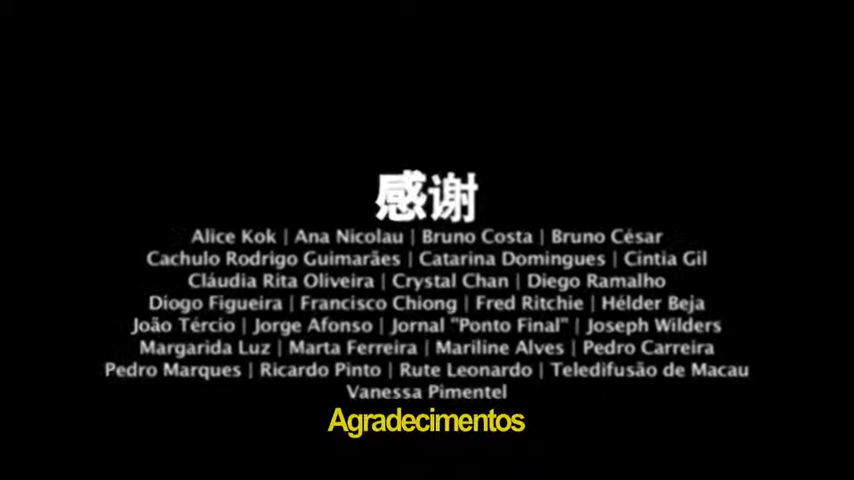 感谢
Alice Kok | Ana Nicolau | Bruno Costa | Bruno César
Cachulo Rodrigo Guimarães | Catarina Domingues | Cíntia Gil
Cláudia Rita Oliveira | Crystal Chan | Diego Ramalho
Diogo Figueira | Francisco Chiong | Fred Ritchie | Hélder Beja
João Tércio | Jorge Afonso | Jornal "Ponto Final" | Joseph Wilders
Margarida Luz | Marta Ferreira | Mariline Alves | Pedro Carreira
Pedro Marques | Ricardo Pinto | Rute Leonardo | Teledifusão de Macau
Vanessa Pimentel
Agradecimentos